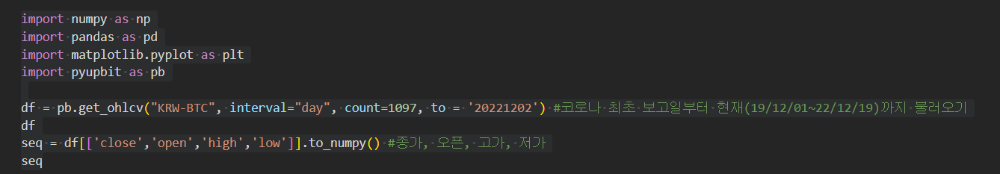 import numpy as np
import pandas as pd
import matplotlib.pyplot as plt
import pyupbit as pb
df = pb.get_ohlcv("KRW-BTC", interval="day", count=1097, to = '20221202') #코로나 최초 보고일부터 현재(19/12/01~22/12/19)까지 불러오기
df
seq = df[['close','open','high','low']].to_numpy() #종가, 오픈, 고가, 저가
seq